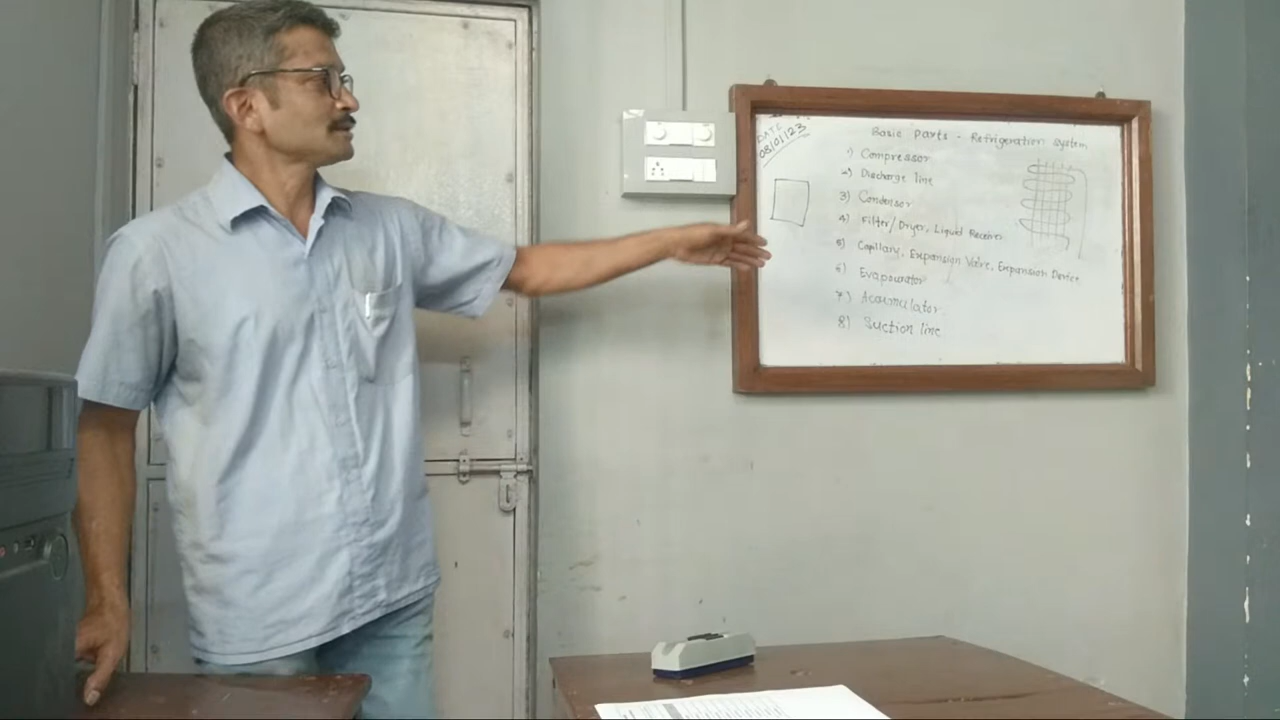 DATE
08/01/23
Basic Parts - Refrigeration System
1) Compressor
2) Discharge line
3) Condensor
4) Filter/Dryer, Liquid Receiver
5) Capillary, Expansion Valve, Expansion Device
6) Evapourator
7) Accumulator
8) Suction line